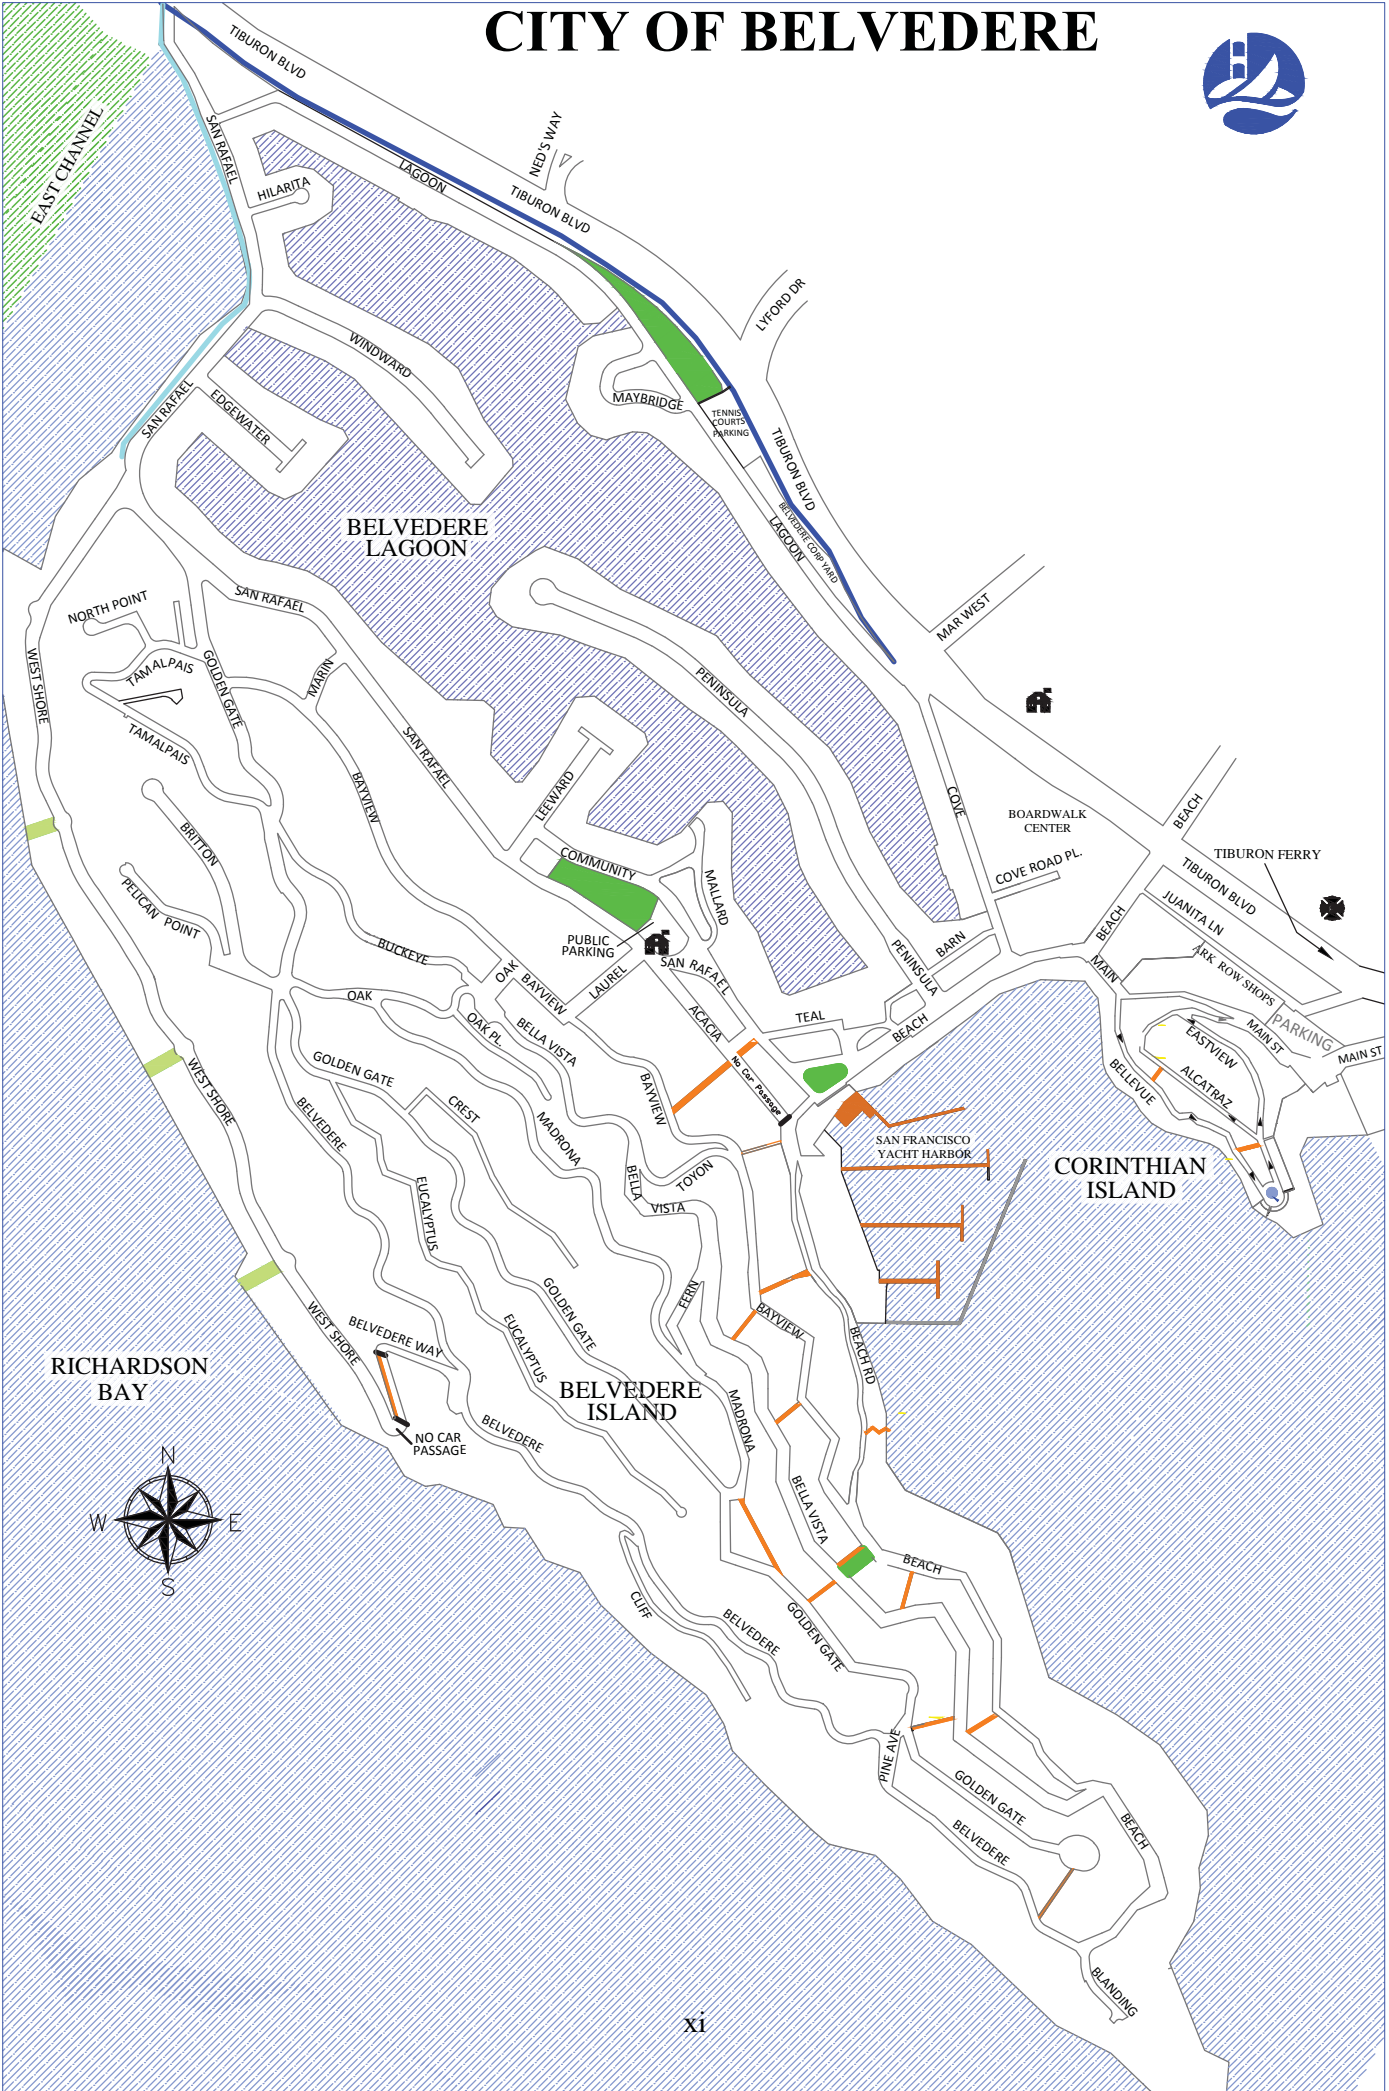 CITY OF BELVEDERE
TIBURON BLVD
EAST CHANNEL
SAN RAFAEL
NED'S WAY
LAGOON
HILARITA
TIBURON BLVD
LYFORD DR
WINDWARD
SAN RAFAEL
EDGEWATER
MAYBRIDGE
TENNIS
COURTS
PARKING
TIBURON BLVD
BELVEDERE
LAGOON
LAGOON
BELVEDERE CORP YARD
NORTH POINT
SAN RAFAEL
MAR WEST
WEST SHORE
TAMALPAIS
GOLDEN GATE
MARIN
PENINSULA
TAMALPAIS
SAN RAFAEL
BAYVIEW
LEEWARD
COVE
BEACH
BOARDWALK
CENTER
BRITTON
COMMUNITY
COVE ROAD PL.
TIBURON FERRY
TIBURON BLVD
PELICAN POINT
MALLARD
JUANITA LN
BUCKEYE
PUBLIC
PARKING
PENINSULA
BARN
BEACH
MAIN
ARK ROW SHOPS
OAK
BAYVIEW
LAUREL
SAN RAFAEL
OAK
OAK PL.
BELLA VISTA
ACACIA
TEAL
BEACH
EASTVIEW
MAIN ST
PARKING
MAIN ST
GOLDEN GATE
WEST SHORE
BELVEDERE
CREST
MADRONA
BAYVIEW
No Car Passage
BELLEVUE
ALCATRAZ
SAN FRANCISCO
YACHT HARBOR
CORINTHIAN
ISLAND
EUCALYPTUS
BELLA
VISTA
TOYON
FERN
GOLDEN GATE
WEST SHORE
BELVEDERE WAY
EUCALYPTUS
BAYVIEW
BEACH RD
RICHARDSON
BAY
BELVEDERE
ISLAND
MADRONA
NO CAR
PASSAGE
BELVEDERE
N
W
E
S
BELLA VISTA
BEACH
CLIFF
BELVEDERE
GOLDEN GATE
PINE AVE
GOLDEN GATE
BELVEDERE
BEACH
BLANDING
xi